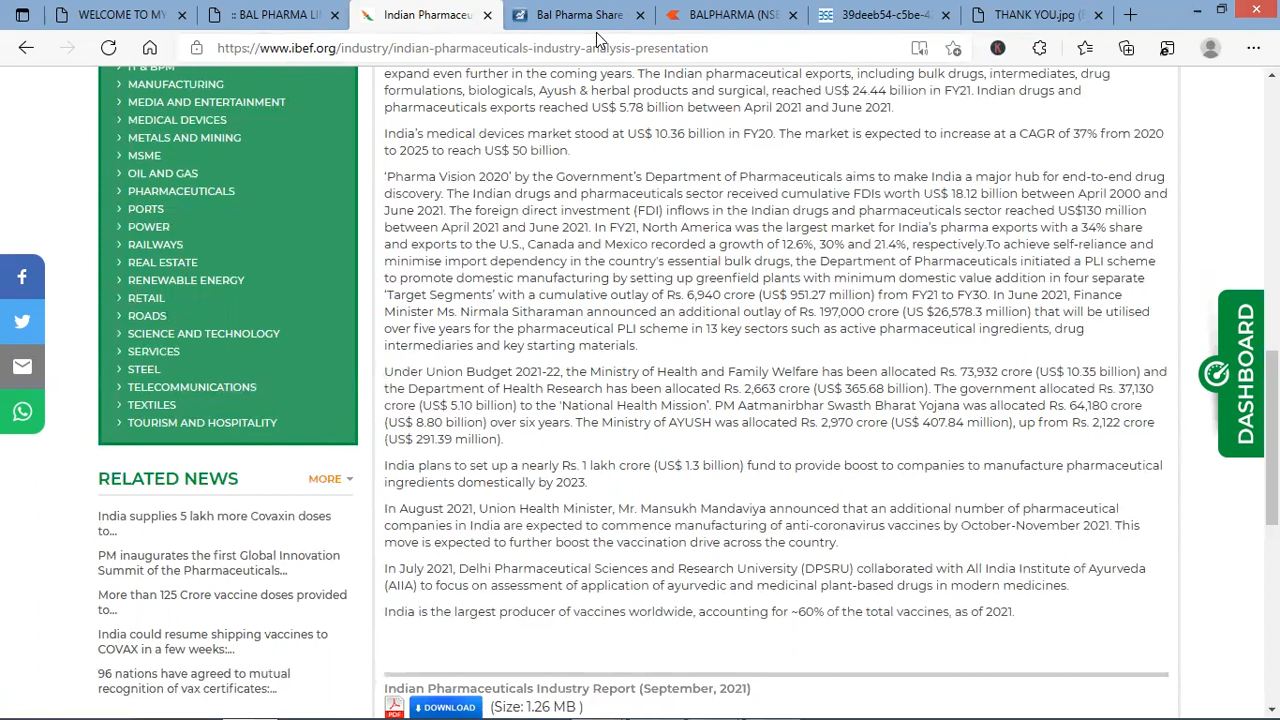 WELCOME TO MY
:: BAL PHARMA LI
Indian Pharmaceu
Bal Pharma Share
BALPHARMA (NSE
39deeb54-c5be-4
THANK YOU.jpg (
https://www.ibef.org/industry/indian-pharmaceuticals-industry-analysis-presentation
K
IT & BPM
MANUFACTURING
MEDIA AND ENTERTAINMENT
MEDICAL DEVICES
METALS AND MINING
MSME
OIL AND GAS
PHARMACEUTICALS
PORTS
POWER
RAILWAYS
REAL ESTATE
RENEWABLE ENERGY
RETAIL
ROADS
SCIENCE AND TECHNOLOGY
SERVICES
STEEL
TELECOMMUNICATIONS
TEXTILES
TOURISM AND HOSPITALITY
RELATED NEWS
MORE
India supplies 5 lakh more Covaxin doses
to...
PM inaugurates the first Global Innovation
Summit of the Pharmaceuticals...
More than 125 Crore vaccine doses provided
to...
India could resume shipping vaccines to
COVAX in a few weeks:...
96 nations have agreed to mutual
recognition of vax certificates:...
expand even further in the coming years. The Indian pharmaceutical exports, including bulk drugs, intermediates, drug
formulations, biologicals, Ayush & herbal products and surgical, reached US$ 24.44 billion in FY21. Indian drugs and
pharmaceuticals exports reached US$ 5.78 billion between April 2021 and June 2021.
India's medical devices market stood at US$ 10.36 billion in FY20. The market is expected to increase at a CAGR of 37% from 2020
to 2025 to reach US$ 50 billion.
'Pharma Vision 2020' by the Government's Department of Pharmaceuticals aims to make India a major hub for end-to-end drug
discovery. The Indian drugs and pharmaceuticals sector received cumulative FDIs worth US$ 18.12 billion between April 2000 and
June 2021. The foreign direct investment (FDI) inflows in the Indian drugs and pharmaceuticals sector reached US$130 million
between April 2021 and June 2021. In FY21, North America was the largest market for India's pharma exports with a 34% share
and exports to the U.S., Canada and Mexico recorded a growth of 12.6%, 30% and 21.4%, respectively.To achieve self-reliance and
minimise import dependency in the country's essential bulk drugs, the Department of Pharmaceuticals initiated a PLI scheme
to promote domestic manufacturing by setting up greenfield plants with minimum domestic value addition in four separate
'Target Segments' with a cumulative outlay of Rs. 6,940 crore (US$ 951.27 million) from FY21 to FY30. In June 2021, Finance
Minister Ms. Nirmala Sitharaman announced an additional outlay of Rs. 197,000 crore (US $26,578.3 million) that will be utilised
over five years for the pharmaceutical PLI scheme in 13 key sectors such as active pharmaceutical ingredients, drug
intermediaries and key starting materials.
Under Union Budget 2021-22, the Ministry of Health and Family Welfare has been allocated Rs. 73,932 crore (US$ 10.35 billion) and
the Department of Health Research has been allocated Rs. 2,663 crore (US$ 365.68 billion). The government allocated Rs. 37,130
crore (US$ 5.10 billion) to the 'National Health Mission'. PM Aatmanirbhar Swasth Bharat Yojana was allocated Rs. 64,180 crore
(US$ 8.80 billion) over six years. The Ministry of AYUSH was allocated Rs. 2,970 crore (US$ 407.84 million), up from Rs. 2,122 crore
(US$ 291.39 million).
India plans to set up a nearly Rs. 1 lakh crore (US$ 1.3 billion) fund to provide boost to companies to manufacture pharmaceutical
ingredients domestically by 2023.
In August 2021, Union Health Minister, Mr. Mansukh Mandaviya announced that an additional number of pharmaceutical
companies in India are expected to commence manufacturing of anti-coronavirus vaccines by October-November 2021. This
move is expected to further boost the vaccination drive across the country.
In July 2021, Delhi Pharmaceutical Sciences and Research University (DPSRU) collaborated with All India Institute of Ayurveda
(AIIA) to focus on assessment of application of ayurvedic and medicinal plant-based drugs in modern medicines.
India is the largest producer of vaccines worldwide, accounting for ~60% of the total vaccines, as of 2021.
Indian Pharmaceuticals Industry Report (September, 2021)
PDF
DOWNLOAD
(Size: 1.26 MB )
DASHBOARD